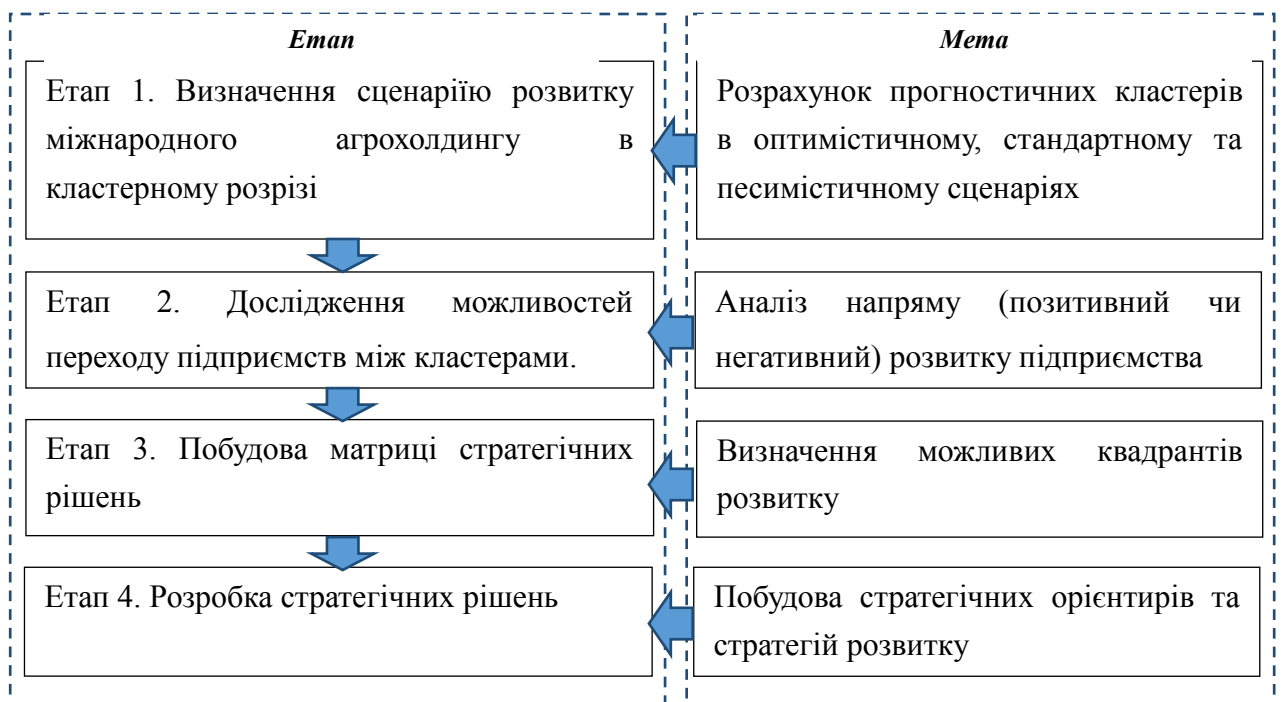 Етап
Мета
Етап 1. Визначення сценаріїю розвитку
міжнародного агрохолдингу в
кластерному розрізі
Розрахунок прогностичних кластерів
в оптимістичному, стандартному та
песимістичному сценаріях
Етап 2. Дослідження можливостей
переходу підприємств між кластерами.
Аналіз напряму (позитивний чи
негативний) розвитку підприємства
Етап 3. Побудова матриці стратегічних
рішень
Визначення можливих квадрантів
розвитку
Етап 4. Розробка стратегічних рішень
Побудова стратегічних орієнтирів та
стратегій розвитку